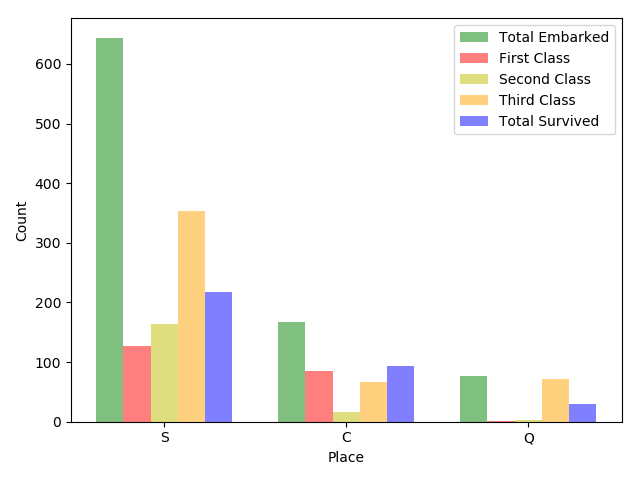 Total Embarked
First Class
Second Class
Third Class
Total Survived
600
500
400
300
200
100
0
Count
S C Q
Place